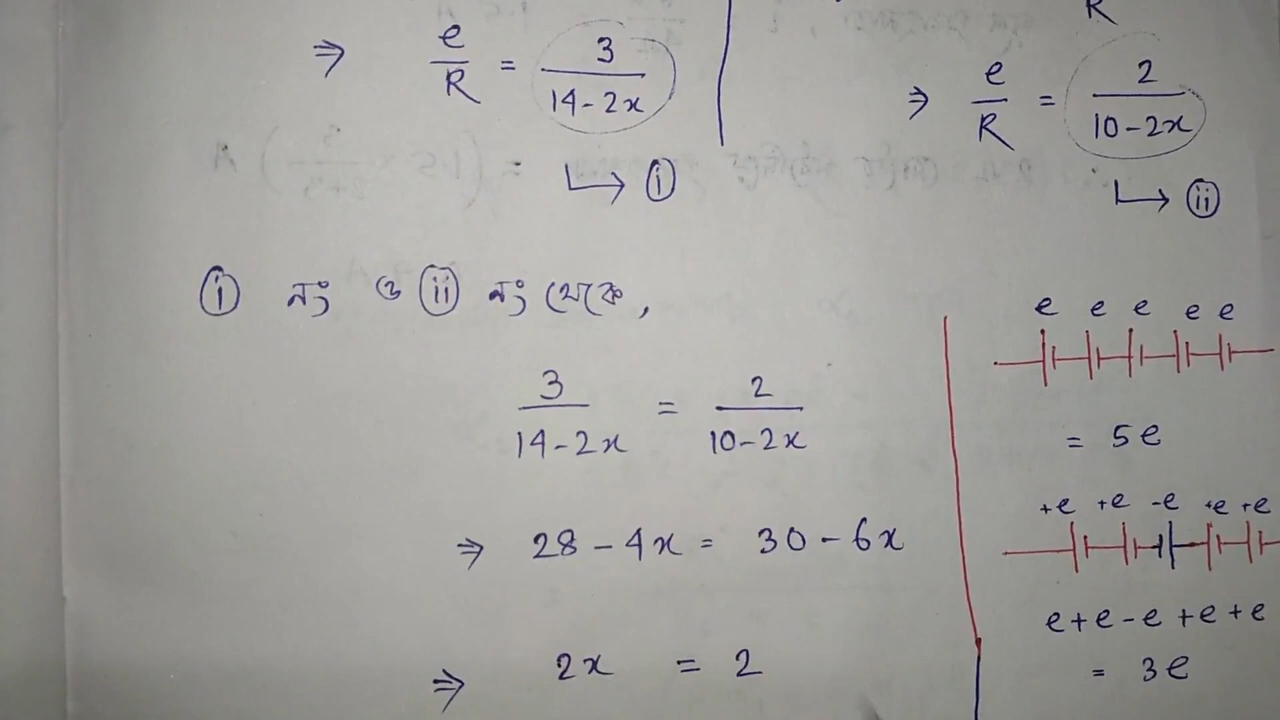 ⇒ e/R = 3/(14-2x)
↳ (i)
R
⇒ e/R = 2/(10-2x)
↳ (ii)
(i) নং ও (ii) নং থেকে,
3/(14-2x) = 2/(10-2x)
⇒ 28-4x = 30-6x
⇒ 2x = 2
e e e e e
= 5e
+e +e -e +e +e
e+e-e+e+e
= 3e